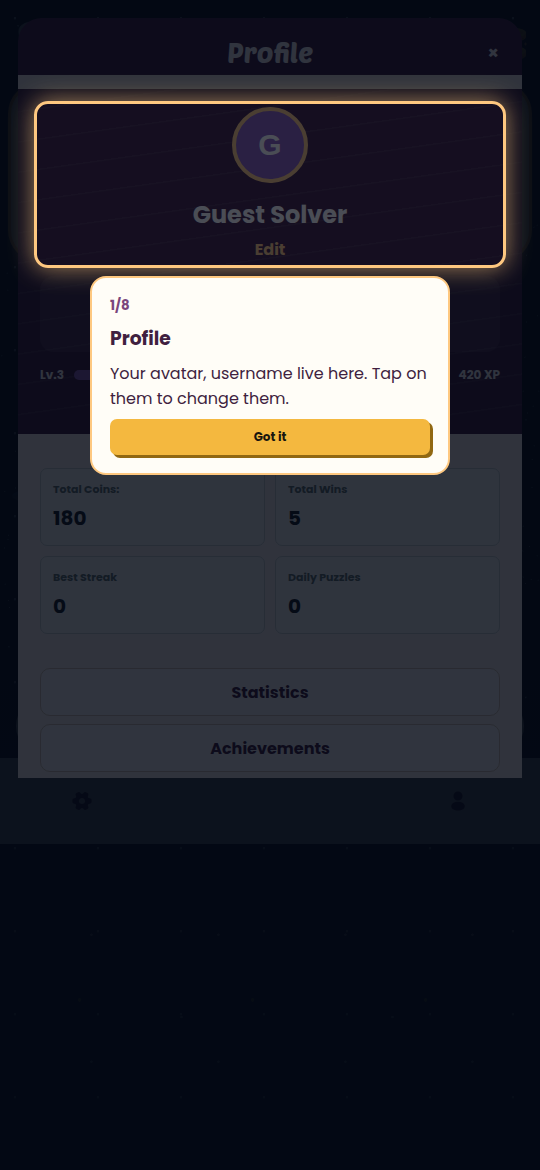 Profile
×
G
Guest Solver
Edit
1/8
Profile
Your avatar, username live here. Tap on
them to change them.
Got it
Lv.3
420 XP
Total Coins:
180
Total Wins
5
Best Streak
0
Daily Puzzles
0
Statistics
Achievements